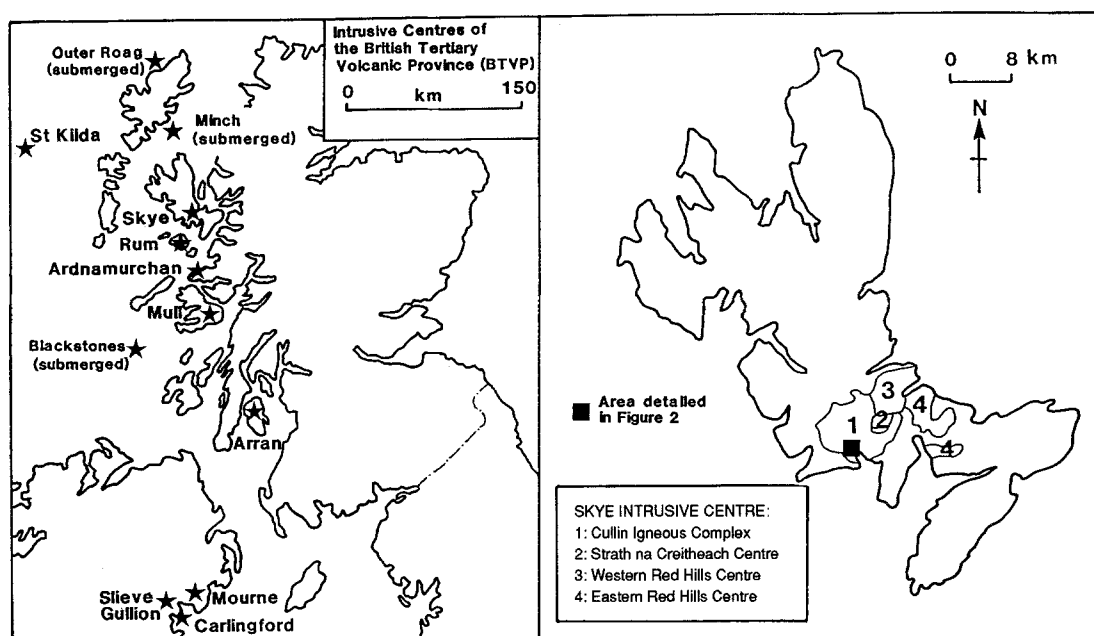 Outer Roag
(submerged)
St Kilda
Minch
(submerged)
Skye
Rum
Ardnamurchan
Mull
Blackstones
(submerged)
Arran
Slieve
Gullion
Mourne
Carlingford
Intrusive Centres of
the British Tertiary
Volcanic Province (BTVP)
0 km 150
0 8 km
N
Area detailed
in Figure 2
3
4
1
2
4
SKYE INTRUSIVE CENTRE:
1: Cullin Igneous Complex
2: Strath na Creitheach Centre
3: Western Red Hills Centre
4: Eastern Red Hills Centre